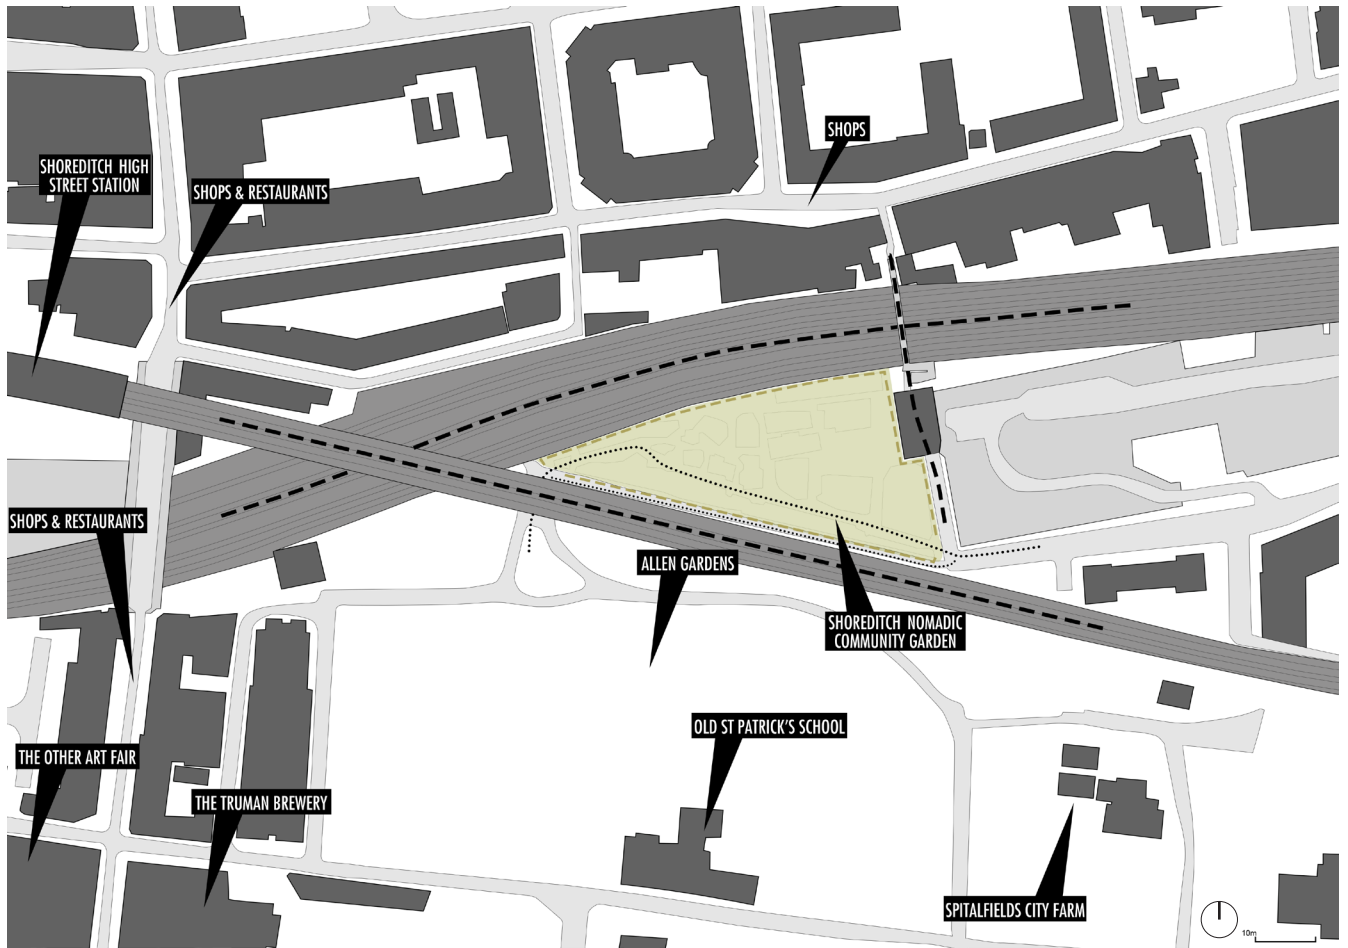 SHOPS
SHOREDITCH HIGH
STREET STATION
SHOPS & RESTAURANTS
SHOPS & RESTAURANTS
ALLEN GARDENS
SHOREDITCH NOMADIC
COMMUNITY GARDEN
OLD ST PATRICK'S SCHOOL
THE OTHER ART FAIR
THE TRUMAN BREWERY
SPITALFIELDS CITY FARM
10m